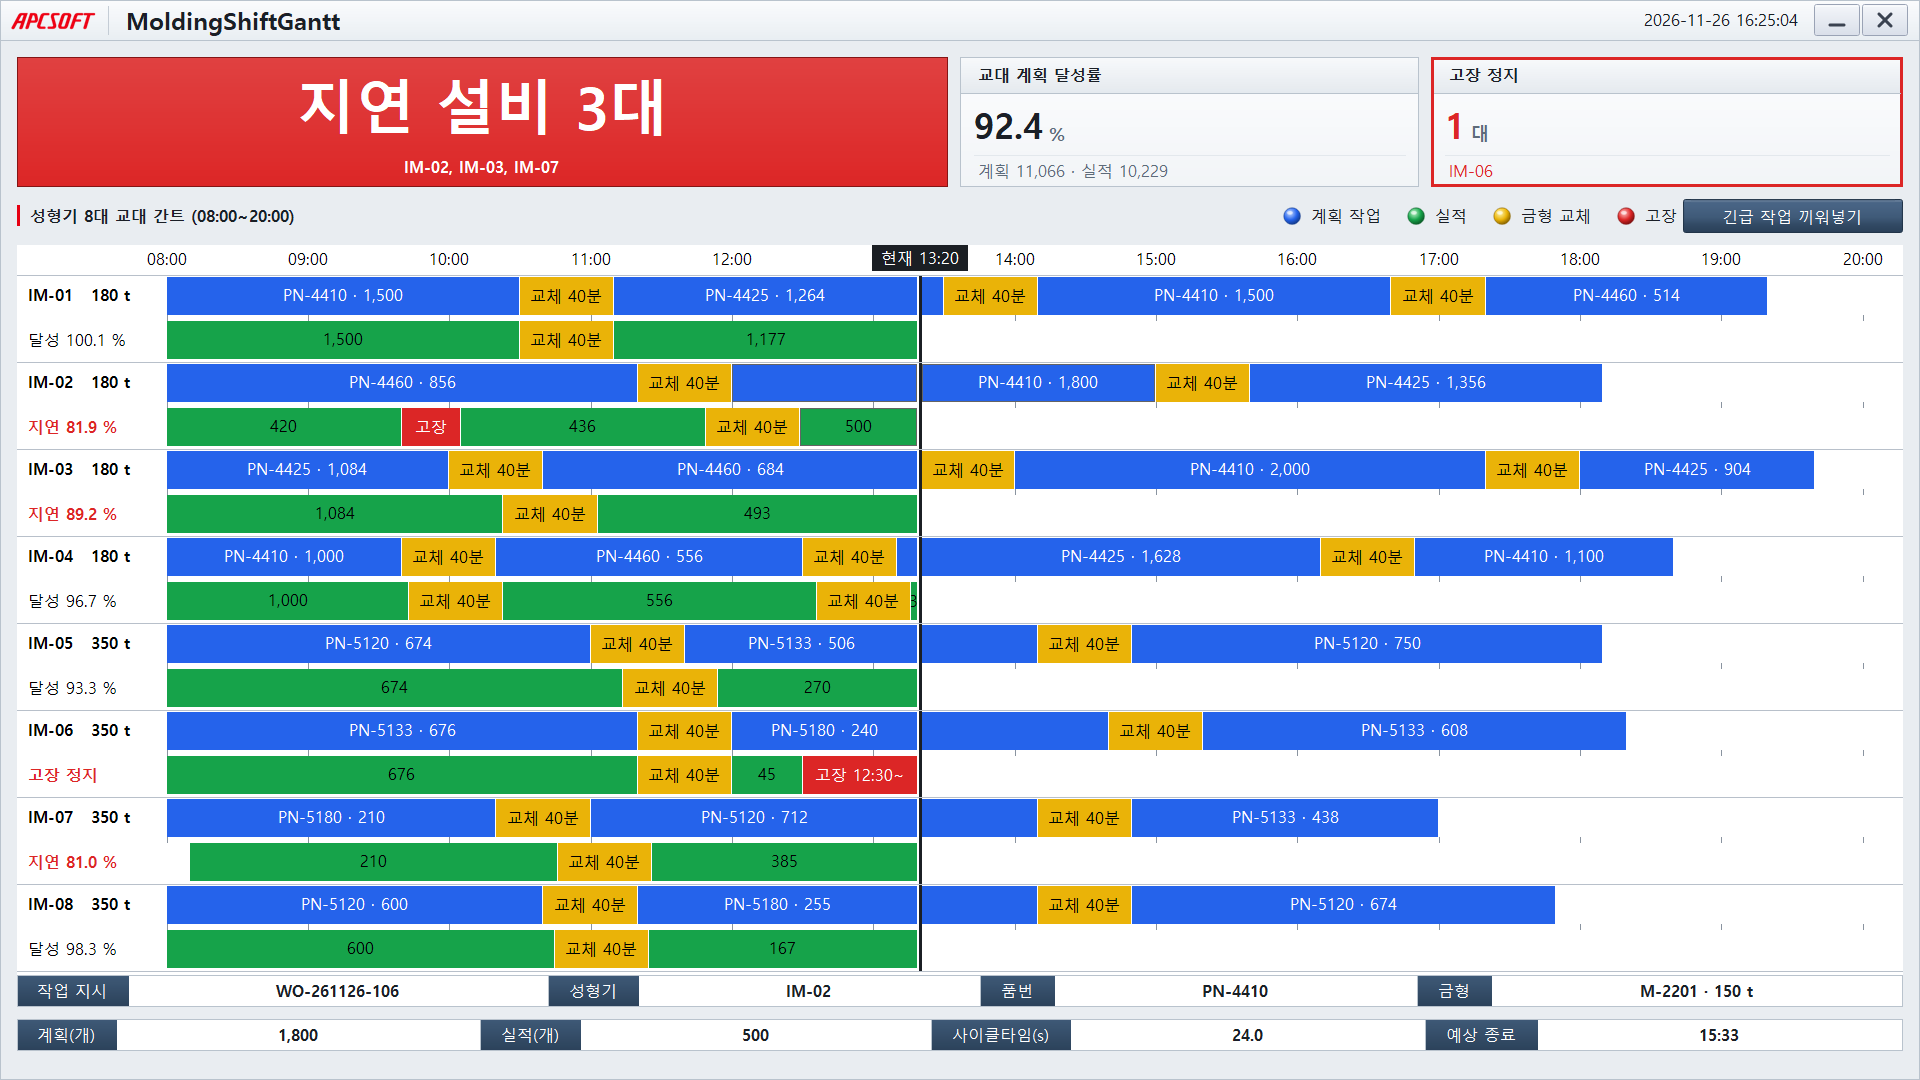 APCSOFT MoldingShiftGantt 2026-11-26 16:25:04
지연 설비 3대
IM-02, IM-03, IM-07
교대 계획 달성률
92.4 %
계획 11,066 · 실적 10,229
고장 정지
1 대
IM-06
성형기 8대 교대 간트 (08:00~20:00) 계획 작업 실적 금형 교체 고장 긴급 작업 끼워넣기
08:00 09:00 10:00 11:00 12:00 현재 13:20 14:00 15:00 16:00 17:00 18:00 19:00 20:00
IM-01 180 t PN-4410 · 1,500 교체 40분 PN-4425 · 1,264 교체 40분 PN-4410 · 1,500 교체 40분 PN-4460 · 514
달성 100.1 % 1,500 교체 40분 1,177
IM-02 180 t PN-4460 · 856 교체 40분 PN-4410 · 1,800 교체 40분 PN-4425 · 1,356
지연 81.9 % 420 고장 436 교체 40분 500
IM-03 180 t PN-4425 · 1,084 교체 40분 PN-4460 · 684 교체 40분 PN-4410 · 2,000 교체 40분 PN-4425 · 904
지연 89.2 % 1,084 교체 40분 493
IM-04 180 t PN-4410 · 1,000 교체 40분 PN-4460 · 556 교체 40분 PN-4425 · 1,628 교체 40분 PN-4410 · 1,100
달성 96.7 % 1,000 교체 40분 556 교체 40분
IM-05 350 t PN-5120 · 674 교체 40분 PN-5133 · 506 교체 40분 PN-5120 · 750
달성 93.3 % 674 교체 40분 270
IM-06 350 t PN-5133 · 676 교체 40분 PN-5180 · 240 교체 40분 PN-5133 · 608
고장 정지 676 교체 40분 45 고장 12:30~
IM-07 350 t PN-5180 · 210 교체 40분 PN-5120 · 712 교체 40분 PN-5133 · 438
지연 81.0 % 210 교체 40분 385
IM-08 350 t PN-5120 · 600 교체 40분 PN-5180 · 255 교체 40분 PN-5120 · 674
달성 98.3 % 600 교체 40분 167
작업 지시 WO-261126-106 성형기 IM-02 품번 PN-4410 금형 M-2201 · 150 t
계획(개) 1,800 실적(개) 500 사이클타임(s) 24.0 예상 종료 15:33